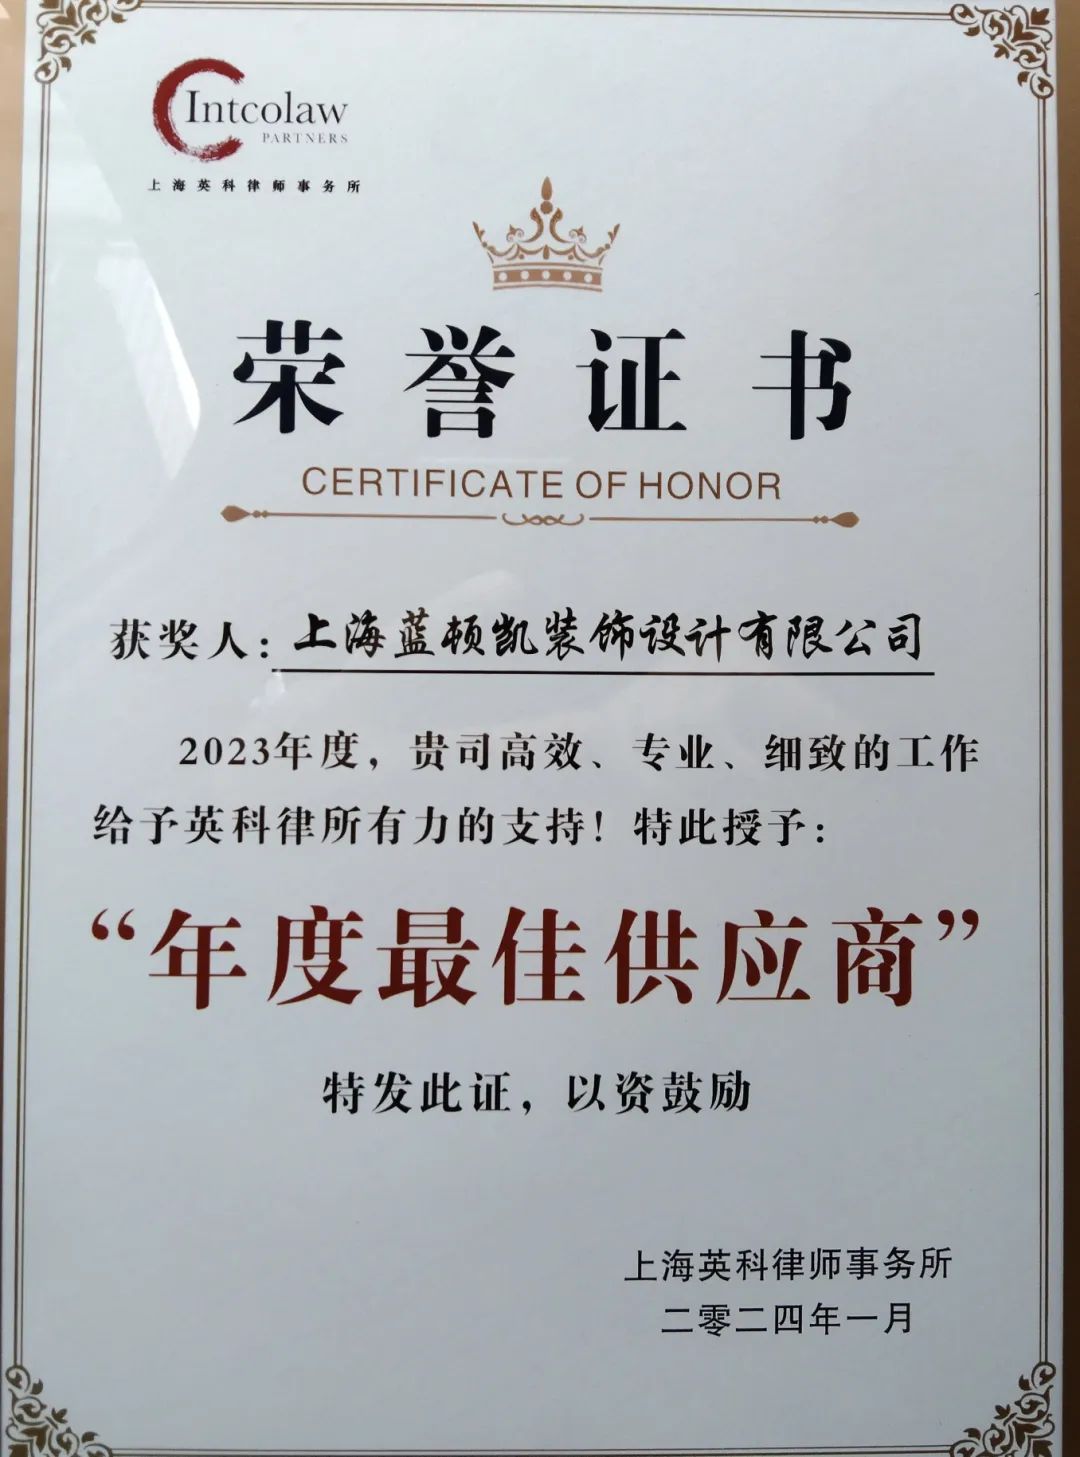 Intcolaw
PARTNERS
上海英科律师事务所
荣誉证书
CERTIFICATE OF HONOR
获奖人：上海蓝顿凯装饰设计有限公司
2023年度，贵司高效、专业、细致的工作
给予英科律所有力的支持！特此授予：
“年度最佳供应商”
特发此证，以资鼓励
上海英科律师事务所
二零二四年一月